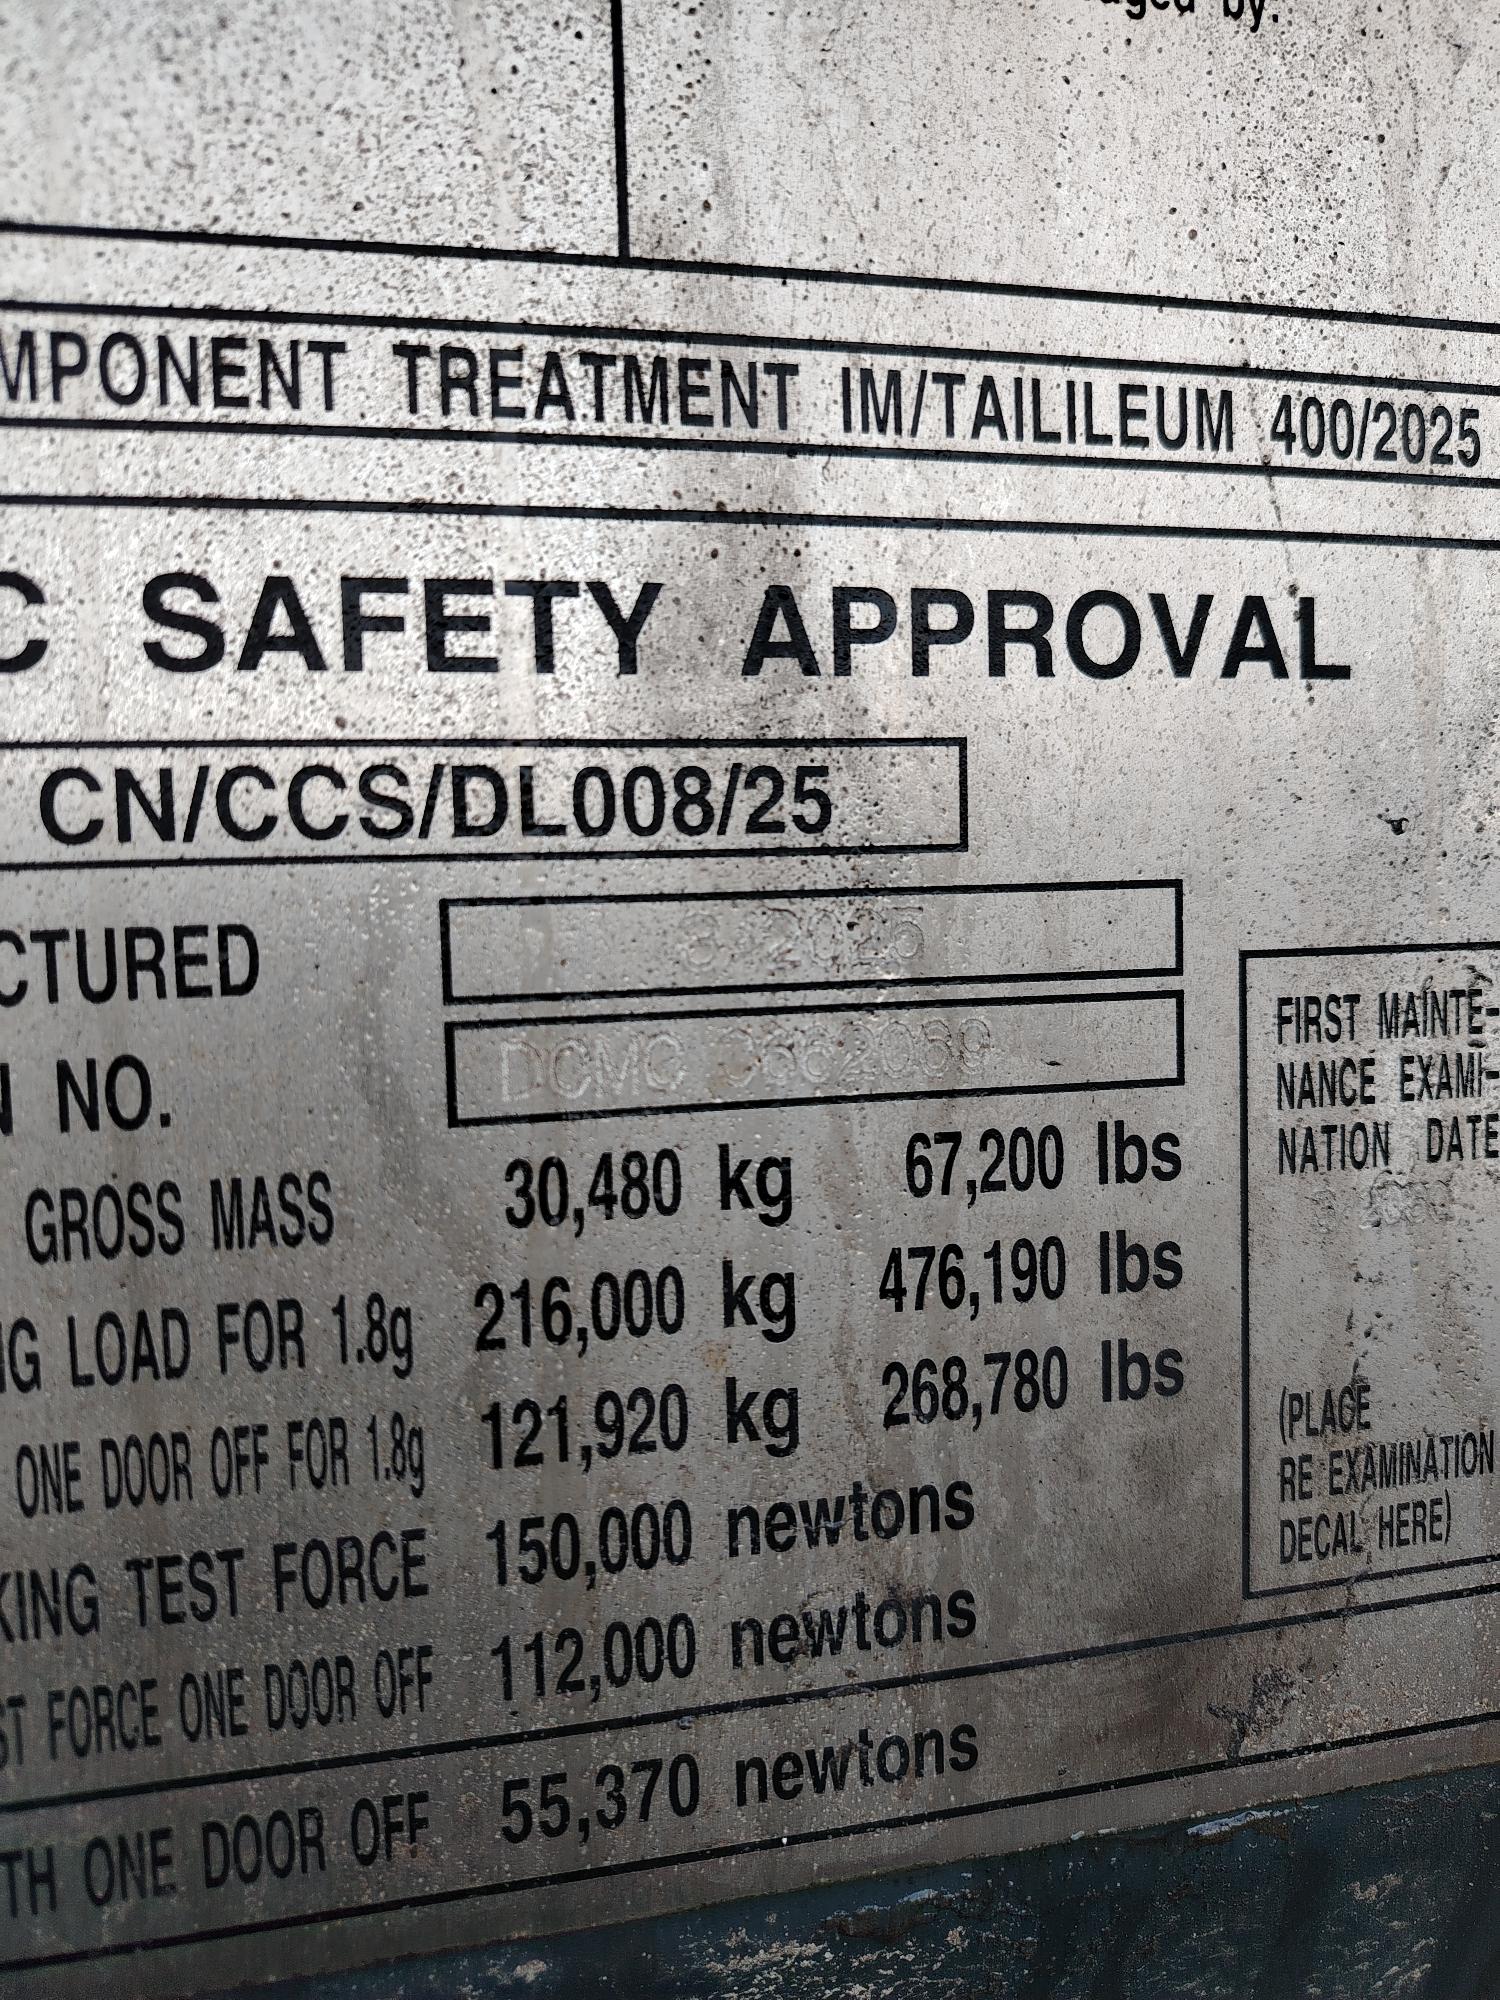 by:
MPONENT TREATMENT IM/TAILILEUM 400/2025
C SAFETY APPROVAL
CN/CCS/DL008/25
CTURED
NO.
DCMC
GROSS MASS 30,480 kg 67,200 lbs
NG LOAD FOR 1.8g 216,000 kg 476,190 lbs
ONE DOOR OFF FOR 1.8g 121,920 kg 268,780 lbs
KING TEST FORCE 150,000 newtons
ST FORCE ONE DOOR OFF 112,000 newtons
TH ONE DOOR OFF 55,370 newtons
FIRST MAINTE-
NANCE EXAMI-
NATION DATE
(PLACE
RE EXAMINATION
DECAL HERE)